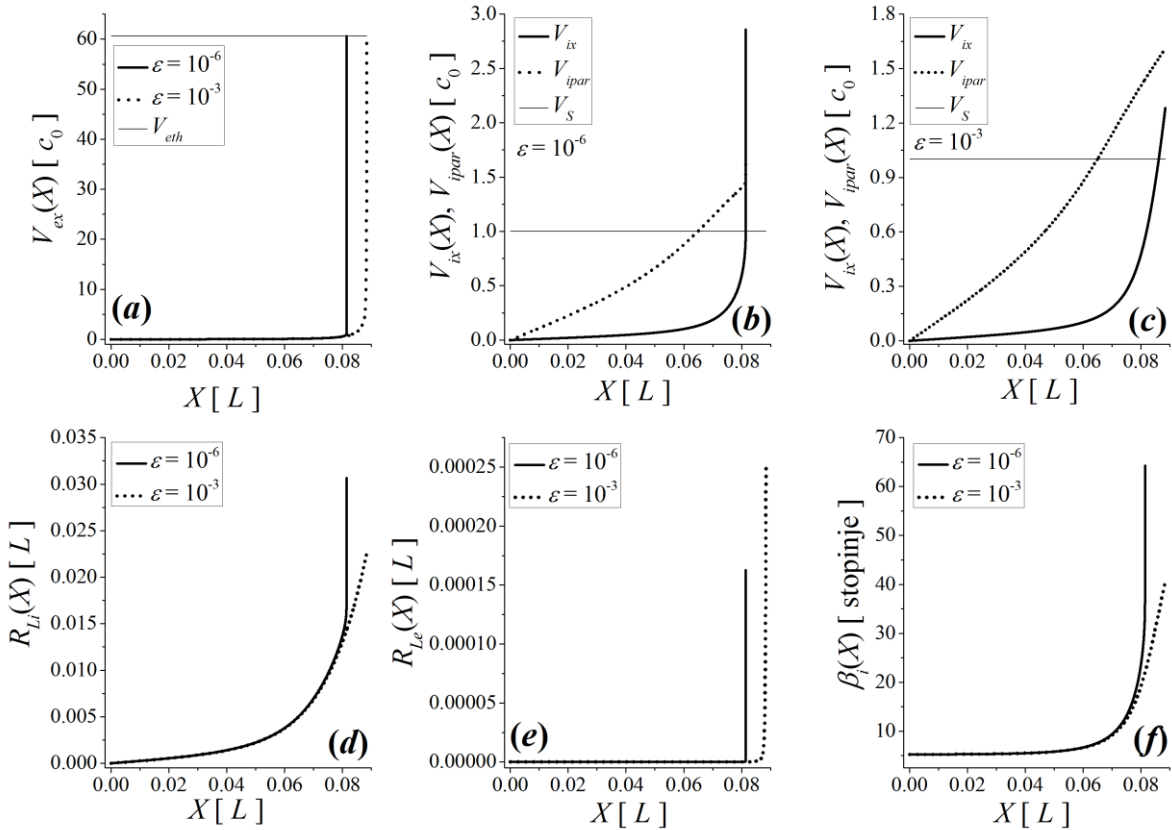 V_ex(X) [ c_0 ]
60
50
40
30
20
10
0
ε = 10^-6
ε = 10^-3
V_eth
(a)
0.00 0.02 0.04 0.06 0.08
X [ L ]
V_ix(X), V_ipar(X) [ c_0 ]
3.0
2.5
2.0
1.5
1.0
0.5
0.0
V_ix
V_ipar
V_S
ε = 10^-6
(b)
0.00 0.02 0.04 0.06 0.08
X [ L ]
V_ix(X), V_ipar(X) [ c_0 ]
1.8
1.5
1.2
0.9
0.6
0.3
0.0
V_ix
V_ipar
V_S
ε = 10^-3
(c)
0.00 0.02 0.04 0.06 0.08
X [ L ]
R_Li(X) [ L ]
0.035
0.030
0.025
0.020
0.015
0.010
0.005
0.000
ε = 10^-6
ε = 10^-3
(d)
0.00 0.02 0.04 0.06 0.08
X [ L ]
R_Le(X) [ L ]
0.00025
0.00020
0.00015
0.00010
0.00005
0.00000
ε = 10^-6
ε = 10^-3
(e)
0.00 0.02 0.04 0.06 0.08
X [ L ]
β_i(X) [ stopinje ]
70
60
50
40
30
20
10
ε = 10^-6
ε = 10^-3
(f)
0.00 0.02 0.04 0.06 0.08
X [ L ]